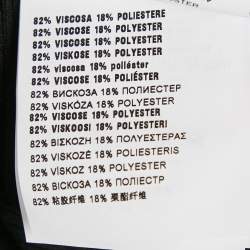 82% VISCOSA 18% POLIESTERE
82% VISCOSE 18% POLYESTER
82% VISKOSE 18% POLYESTER
82% VISCOSE 18% POLYESTER
82% viscosa 18% poliéster
82% VISCOSE 18% POLIÉSTER
82% ВИСКОЗА 18% ПОЛИЕСТЕР
82% VISKÓZA 18% POLYESTER
82% VISCOSE 18% POLYESTER
82% VISKOOSI 18% POLYESTERI
82% ΒΙΣΚΟΖΗ 18% ΠΟΛΥΕΣΤΕΡΑΣ
82% VISKOZĖ 18% POLIESTERIS
82% VISKÓZ 18% POLYESTER
82% ВІСКОЗА 18% ПОЛІЕСТР
82% 粘胶纤维 18% 聚酯纤维